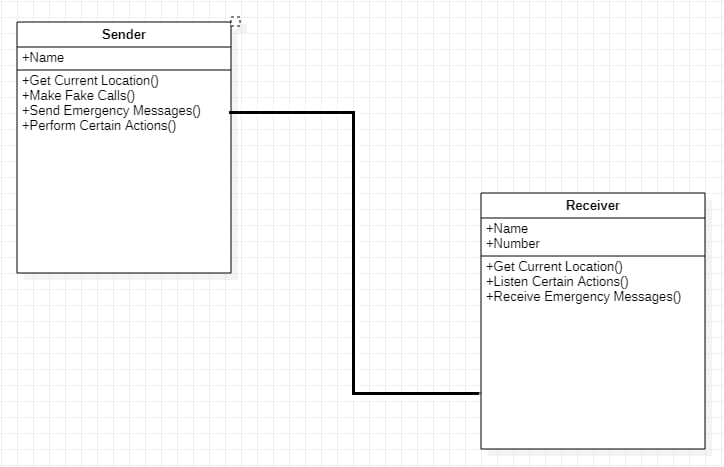 Sender
+Name
+Get Current Location()
+Make Fake Calls()
+Send Emergency Messages()
+Perform Certain Actions()
Receiver
+Name
+Number
+Get Current Location()
+Listen Certain Actions()
+Receive Emergency Messages()